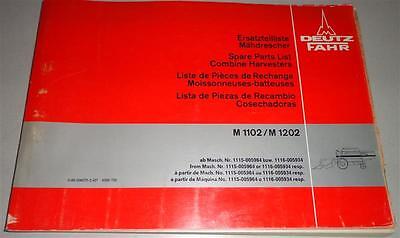 Ersatzteilliste
Mähdrescher
Spare Parts List
Combine Harvesters
Liste de Pièces de Rechange
Moissonneuses-batteuses
Lista de Piezas de Recambio
Cosechadoras
DEUTZ
FAHR
M 1102/M 1202
ab Masch. Nr. 1115-005964 bzw. 1116-005934
from Mach. Nr. 1115-005964 or 1116-005934 resp.
à partir de Mach. No. 1115-005964 ou 1116-005934 resp.
a partir de Máquina No. 1115-005964 o 1116-005934 resp.